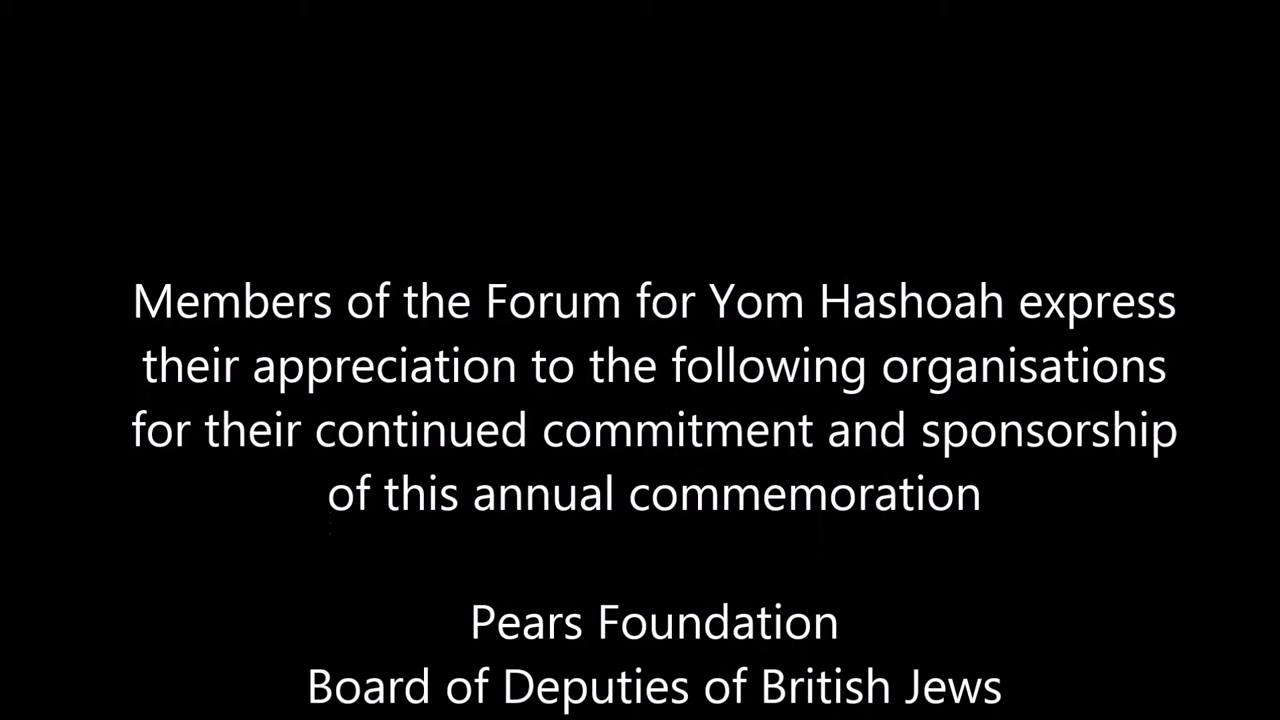 Members of the Forum for Yom Hashoah express
their appreciation to the following organisations
for their continued commitment and sponsorship
of this annual commemoration
Pears Foundation
Board of Deputies of British Jews